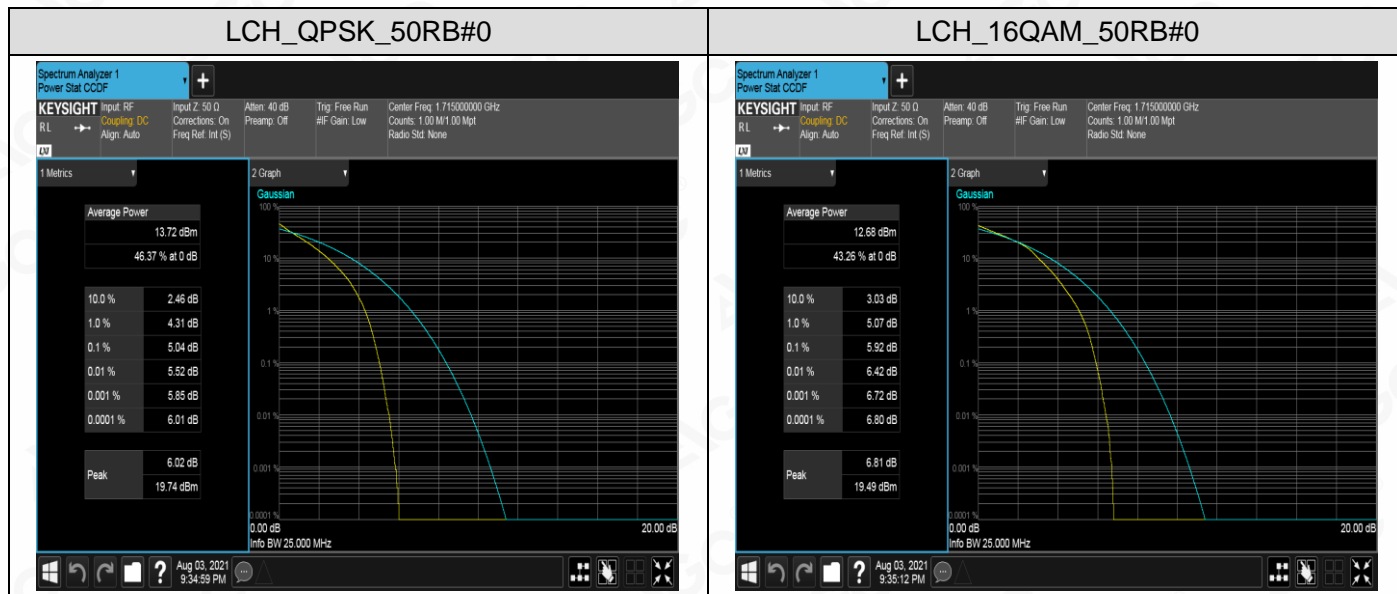 LCH_QPSK_50RB#0
Spectrum Analyzer 1
Power Stat CCDF
+
KEYSIGHT Input: RF Input Z: 50 Ω Atten: 40 dB Trig: Free Run Center Freq: 1.715000000 GHz
RL Coupling: DC Corrections: On Preamp: Off #IF Gain: Low Counts: 1.00 M/1.00 Mpt
Align: Auto Freq Ref: Int (S) Radio Std: None
LXI
1 Metrics
Average Power
13.72 dBm
46.37 % at 0 dB
10.0 % 2.46 dB
1.0 % 4.31 dB
0.1 % 5.04 dB
0.01 % 5.52 dB
0.001 % 5.85 dB
0.0001 % 6.01 dB
Peak 6.02 dB
19.74 dBm
2 Graph
Gaussian
100 %
10 %
1 %
0.1 %
0.01 %
0.001 %
0.0001 %
0.00 dB 20.00 dB
Info BW 25.000 MHz
? Aug 03, 2021
9:34:59 PM
LCH_16QAM_50RB#0
Spectrum Analyzer 1
Power Stat CCDF
+
KEYSIGHT Input: RF Input Z: 50 Ω Atten: 40 dB Trig: Free Run Center Freq: 1.715000000 GHz
RL Coupling: DC Corrections: On Preamp: Off #IF Gain: Low Counts: 1.00 M/1.00 Mpt
Align: Auto Freq Ref: Int (S) Radio Std: None
LXI
1 Metrics
Average Power
12.68 dBm
43.26 % at 0 dB
10.0 % 3.03 dB
1.0 % 5.07 dB
0.1 % 5.92 dB
0.01 % 6.42 dB
0.001 % 6.72 dB
0.0001 % 6.80 dB
Peak 6.81 dB
19.49 dBm
2 Graph
Gaussian
100 %
10 %
1 %
0.1 %
0.01 %
0.001 %
0.0001 %
0.00 dB 20.00 dB
Info BW 25.000 MHz
? Aug 03, 2021
9:35:12 PM